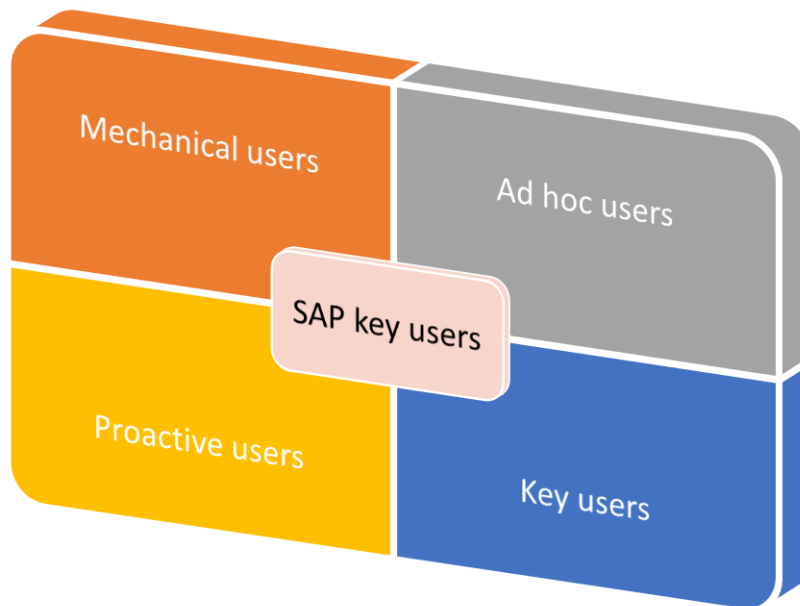 Mechanical users
Ad hoc users
SAP key users
Proactive users
Key users